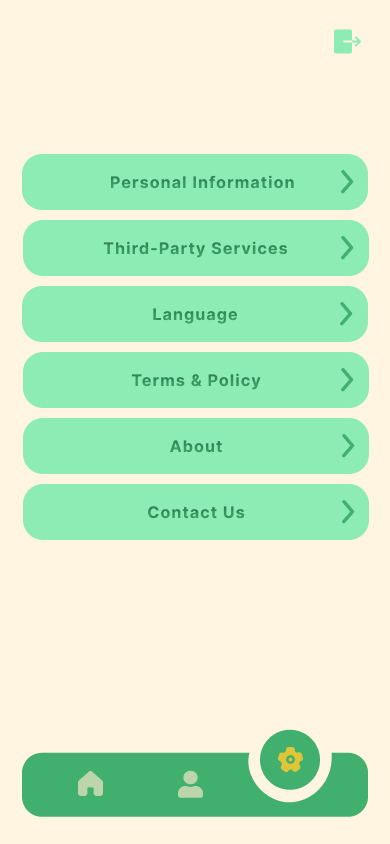 Personal Information
Third-Party Services
Language
Terms & Policy
About
Contact Us